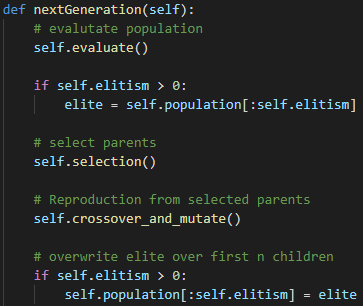 def nextGeneration(self):
    # evalutate population
    self.evaluate()

    if self.elitism > 0:
        elite = self.population[:self.elitism]

    # select parents
    self.selection()

    # Reproduction from selected parents
    self.crossover_and_mutate()

    # overwrite elite over first n children
    if self.elitism > 0:
        self.population[:self.elitism] = elite